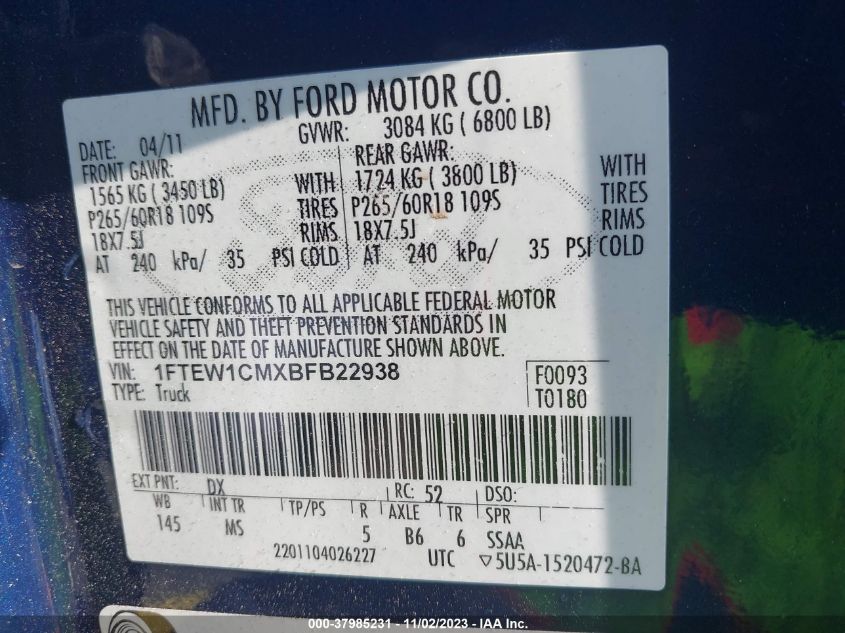 MFD. BY FORD MOTOR CO.
DATE: 04/11 GVWR: 3084 KG ( 6800 LB)
FRONT GAWR: REAR GAWR:
1565 KG ( 3450 LB) WITH 1724 KG ( 3800 LB) WITH
P265/60R18 109S TIRES P265/60R18 109S TIRES
18X7.5J RIMS 18X7.5J RIMS
AT 240 kPa/ 35 PSI COLD AT 240 kPa/ 35 PSI COLD
THIS VEHICLE CONFORMS TO ALL APPLICABLE FEDERAL MOTOR
VEHICLE SAFETY AND THEFT PREVENTION STANDARDS IN
EFFECT ON THE DATE OF MANUFACTURE SHOWN ABOVE.
VIN: 1FTEW1CMXBFB22938 F0093
TYPE: Truck T0180
EXT PNT: DX RC: 52 DSO:
WB INT TR TP/PS R AXLE TR SPR
145 MS 5 B6 6 SSAA
2201104026227 UTC ▽5U5A-1520472-BA
000-37985231 - 11/02/2023 - © 2023 IAA, Inc.